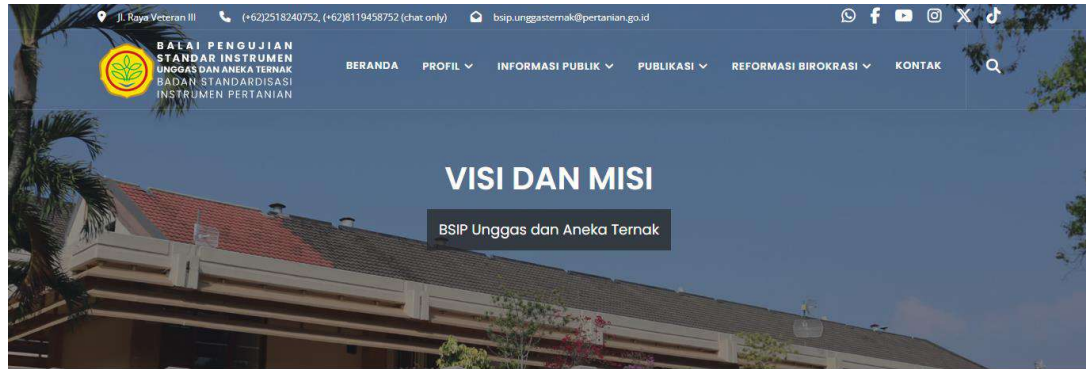 Jl. Raya Veteran III (+62)2518240752, (+62)8119458752 (chat only) bsip.unggasternak@pertanian.go.id
BALAI PENGUJIAN
STANDAR INSTRUMEN
UNGGAS DAN ANEKA TERNAK
BADAN STANDARDISASI
INSTRUMEN PERTANIAN
BERANDA PROFIL INFORMASI PUBLIK PUBLIKASI REFORMASI BIROKRASI KONTAK
VISI DAN MISI
BSIP Unggas dan Aneka Ternak